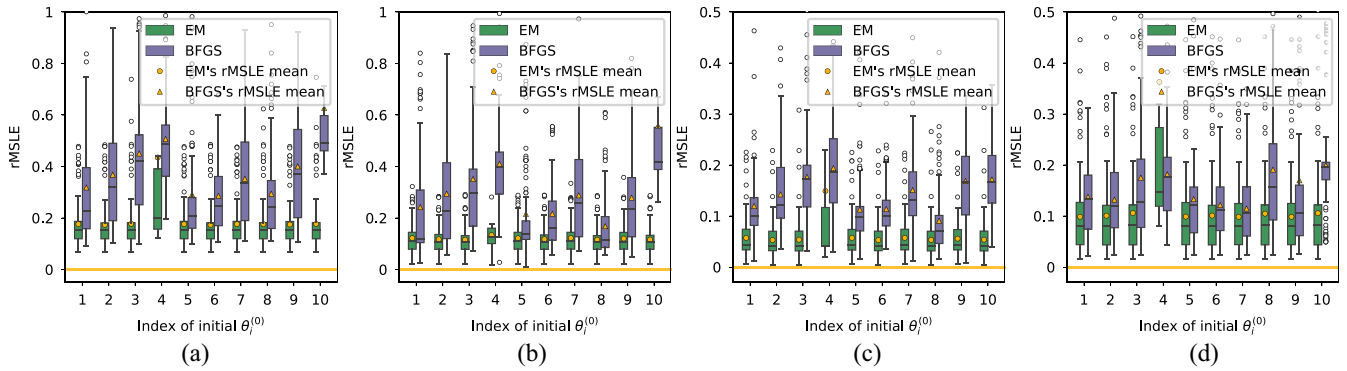 1
0.8
0.6
0.4
0.2
0
rMSLE
EM
BFGS
EM's rMSLE mean
BFGS's rMSLE mean
1 2 3 4 5 6 7 8 9 10
Index of initial θ_i^(0)
(a)
1
0.8
0.6
0.4
0.2
0
rMSLE
EM
BFGS
EM's rMSLE mean
BFGS's rMSLE mean
1 2 3 4 5 6 7 8 9 10
Index of initial θ_i^(0)
(b)
0.5
0.4
0.3
0.2
0.1
0
rMSLE
EM
BFGS
EM's rMSLE mean
BFGS's rMSLE mean
1 2 3 4 5 6 7 8 9 10
Index of initial θ_i^(0)
(c)
0.5
0.4
0.3
0.2
0.1
0
rMSLE
EM
BFGS
EM's rMSLE mean
BFGS's rMSLE mean
1 2 3 4 5 6 7 8 9 10
Index of initial θ_i^(0)
(d)